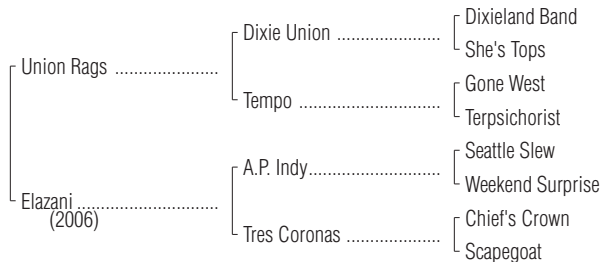 Dixieland Band
Dixie Union ........................
She's Tops
Union Rags ........................
Gone West
Tempo ................................
Terpsichorist
Seattle Slew
A.P. Indy..............................
Weekend Surprise
Elazani ................................
(2006)
Chief's Crown
Tres Coronas .....................
Scapegoat